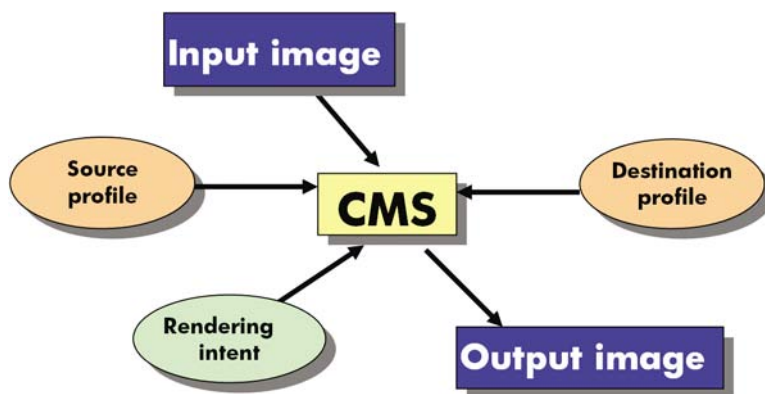 Input image
Source
profile
Destination
profile
CMS
Rendering
intent
Output image